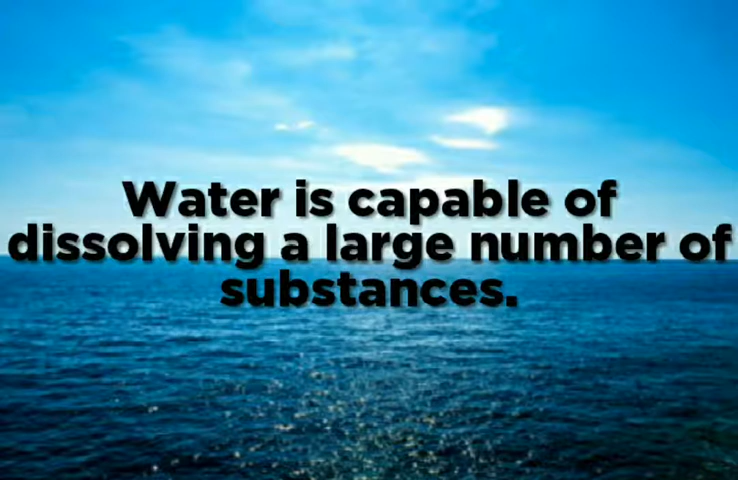 Water is capable of
dissolving a large number of
substances.